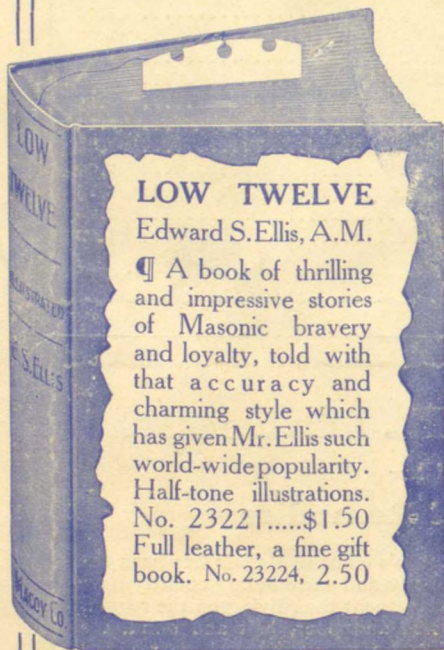 LOW
TWELVE
ILLUSTRATED
E. S. ELLIS
MACOY CO.
LOW TWELVE
Edward S. Ellis, A.M.
¶ A book of thrilling
and impressive stories
of Masonic bravery
and loyalty, told with
that accuracy and
charming style which
has given Mr. Ellis such
world-wide popularity.
Half-tone illustrations.
No. 23221.....$1.50
Full leather, a fine gift
book. No. 23224, 2.50